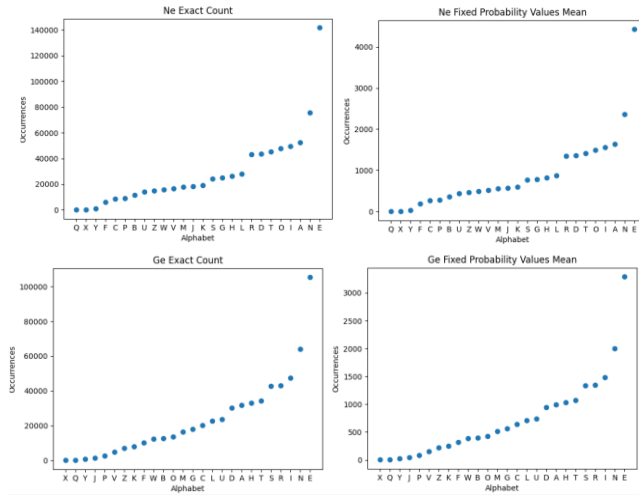 Ne Exact Count
140000
120000
100000
80000
60000
40000
20000
0
Occurrences
Q X Y F C P B U Z W V M J K S G H L R D T O I A N E
Alphabet
Ne Fixed Probability Values Mean
4000
3000
2000
1000
0
Occurrences
Q X Y F C P B U Z W V M J K S G H L R D T O I A N E
Alphabet
Ge Exact Count
100000
80000
60000
40000
20000
0
Occurrences
X Q Y J P V Z K F W B O M G C L U D A H T S R I N E
Alphabet
Ge Fixed Probability Values Mean
3000
2500
2000
1500
1000
500
0
Occurrences
X Q Y J P V Z K F W B O M G C L U D A H T S R I N E
Alphabet